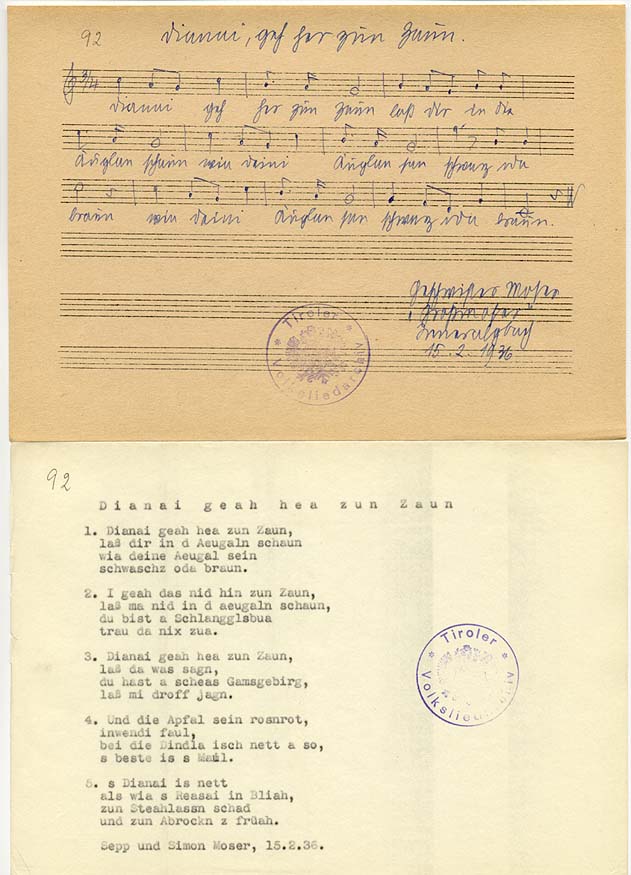 92
Dianai, geh her zun Zaun.
3/4
Dianai geh her zun Zaun laß dir in die
Äuglan schaun wia deini Äuglan san schwarz oda
braun wia deini Äuglan san schwarz oda braun.
Geschwister Moser
Inneralpbach
15.2.1936
Tiroler
Volksliedarchiv
92
Dianai geah hea zun Zaun
1. Dianai geah hea zun Zaun,
laß dir in d Aeugaln schaun
wia deine Aeugal sein
schwaschz oda braun.
2. I geah das nid hin zun Zaun,
laß ma nid in d aeugaln schaun,
du bist a Schlangglsbua
trau da nix zua.
3. Dianai geah hea zun Zaun,
laß da was sagn,
du hast a scheas Gamsgebirg,
laß mi droff jagn.
4. Und die Apfal sein rosnrot,
inwendi faul,
bei die Dindla isch nett a so,
s beste is s Maul.
5. s Dianai is nett
als wia s Reasai in Bliah,
zun Steahlassn schad
und zun Abrockn z früah.
Sepp und Simon Moser, 15.2.36.
Tiroler
Volksliedarchiv